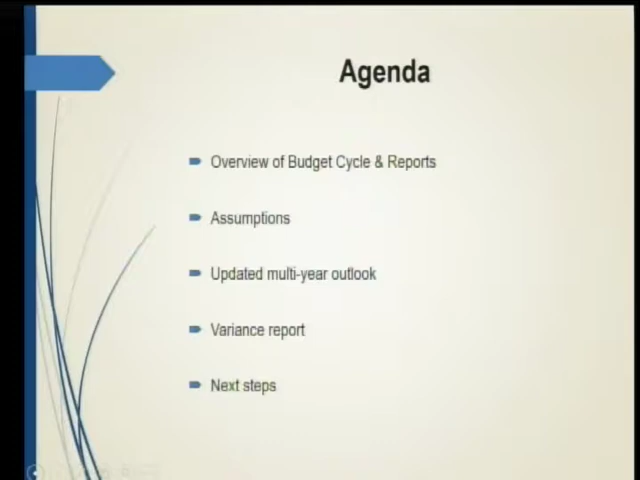 Agenda
Overview of Budget Cycle & Reports
Assumptions
Updated multi-year outlook
Variance report
Next steps